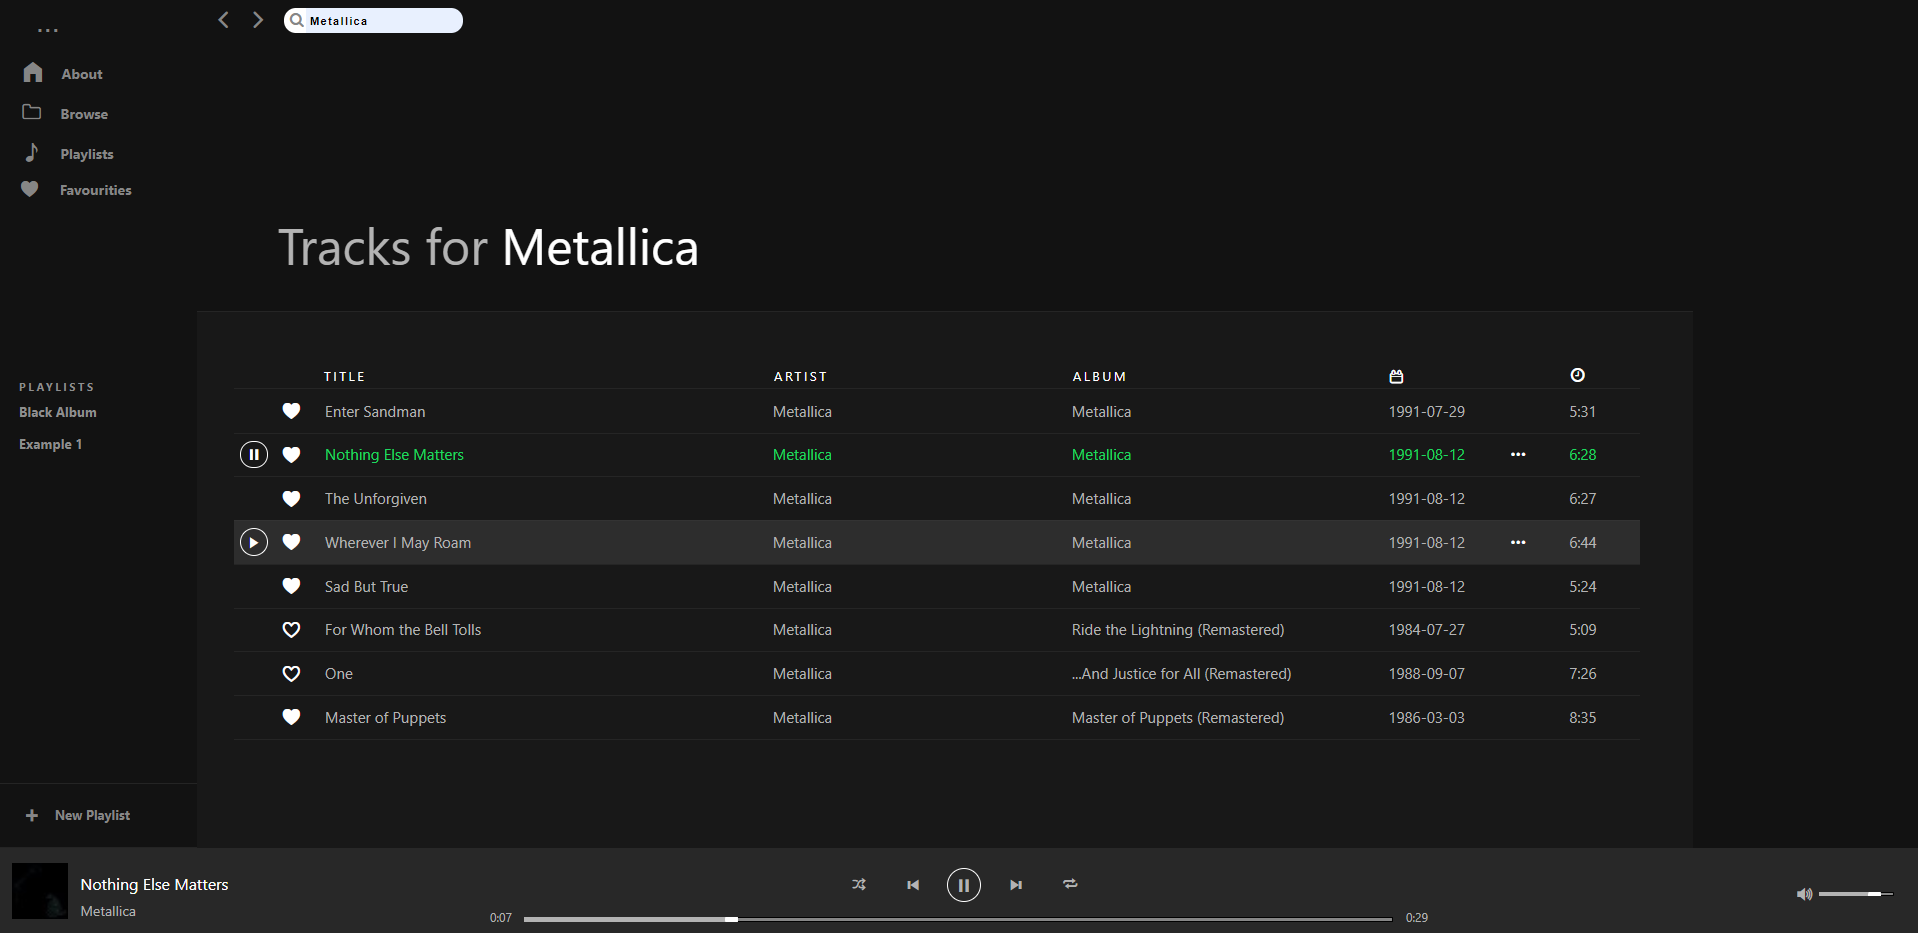 ...
Metallica
About
Browse
Playlists
Favourities
Tracks for Metallica
PLAYLISTS
Black Album
Example 1
New Playlist
TITLE ARTIST ALBUM
Enter Sandman Metallica Metallica 1991-07-29 5:31
Nothing Else Matters Metallica Metallica 1991-08-12 6:28
The Unforgiven Metallica Metallica 1991-08-12 6:27
Wherever I May Roam Metallica Metallica 1991-08-12 6:44
Sad But True Metallica Metallica 1991-08-12 5:24
For Whom the Bell Tolls Metallica Ride the Lightning (Remastered) 1984-07-27 5:09
One Metallica ...And Justice for All (Remastered) 1988-09-07 7:26
Master of Puppets Metallica Master of Puppets (Remastered) 1986-03-03 8:35
Nothing Else Matters
Metallica
0:07 0:29